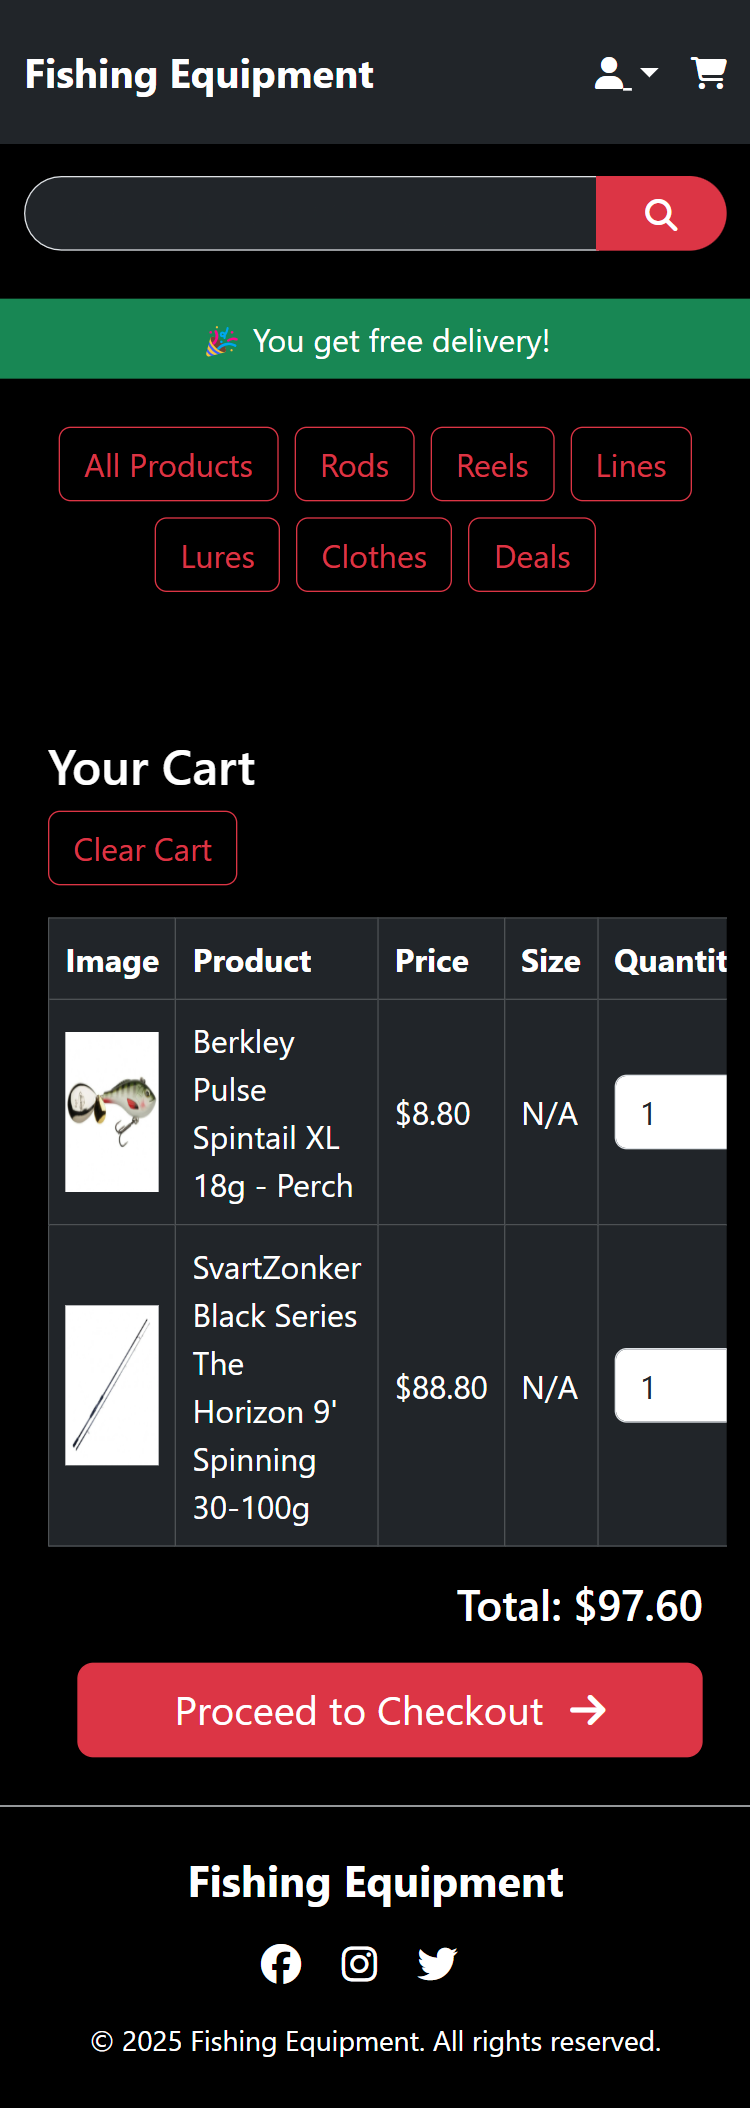 Fishing Equipment
🎉 You get free delivery!
All Products Rods Reels Lines
Lures Clothes Deals
Your Cart
Clear Cart
Image Product Price Size Quantit
Berkley
Pulse
Spintail XL
18g - Perch
$8.80 N/A 1
SvartZonker
Black Series
The
Horizon 9'
Spinning
30-100g
$88.80 N/A 1
Total: $97.60
Proceed to Checkout →
Fishing Equipment
© 2025 Fishing Equipment. All rights reserved.